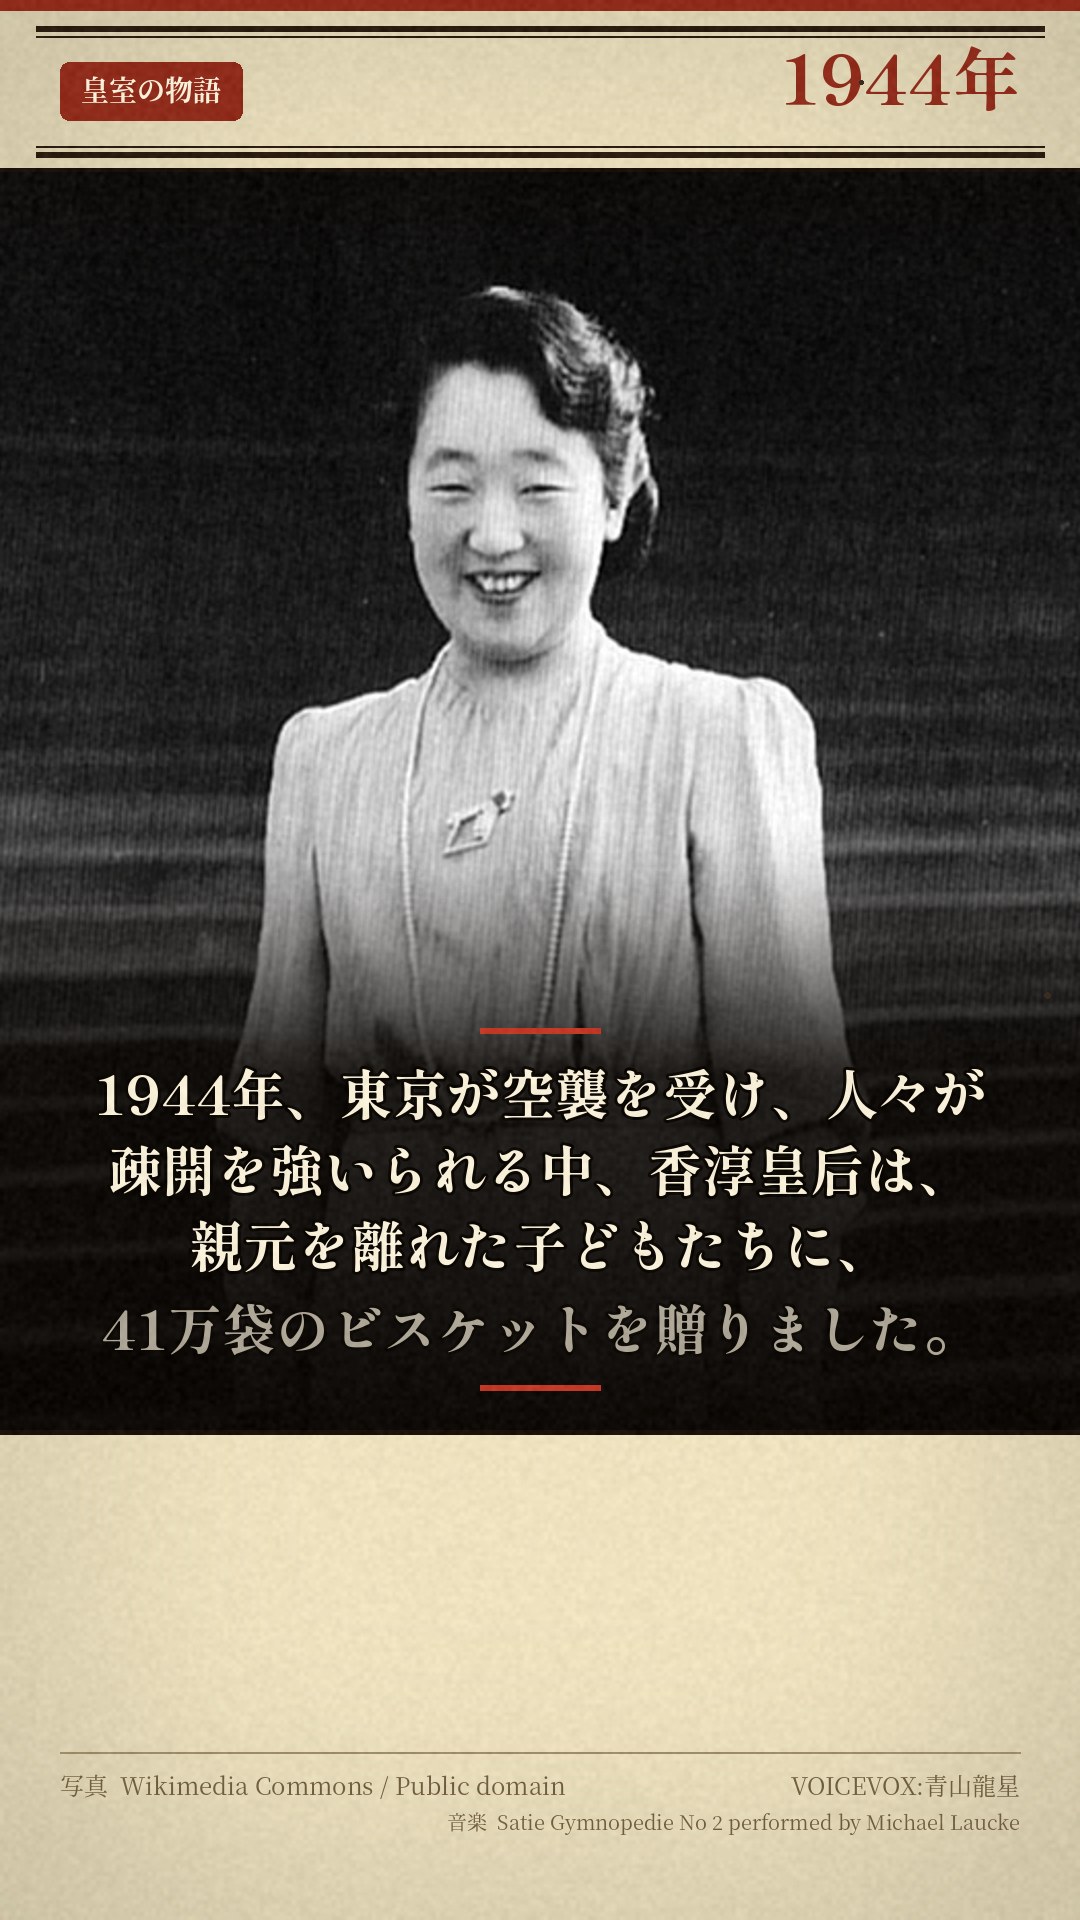 皇室の物語
1944年
1944年、東京が空襲を受け、人々が
疎開を強いられる中、香淳皇后は、
親元を離れた子どもたちに、
41万袋のビスケットを贈りました。
写真 Wikimedia Commons / Public domain
VOICEVOX:青山龍星
音楽 Satie Gymnopedie No 2 performed by Michael Laucke